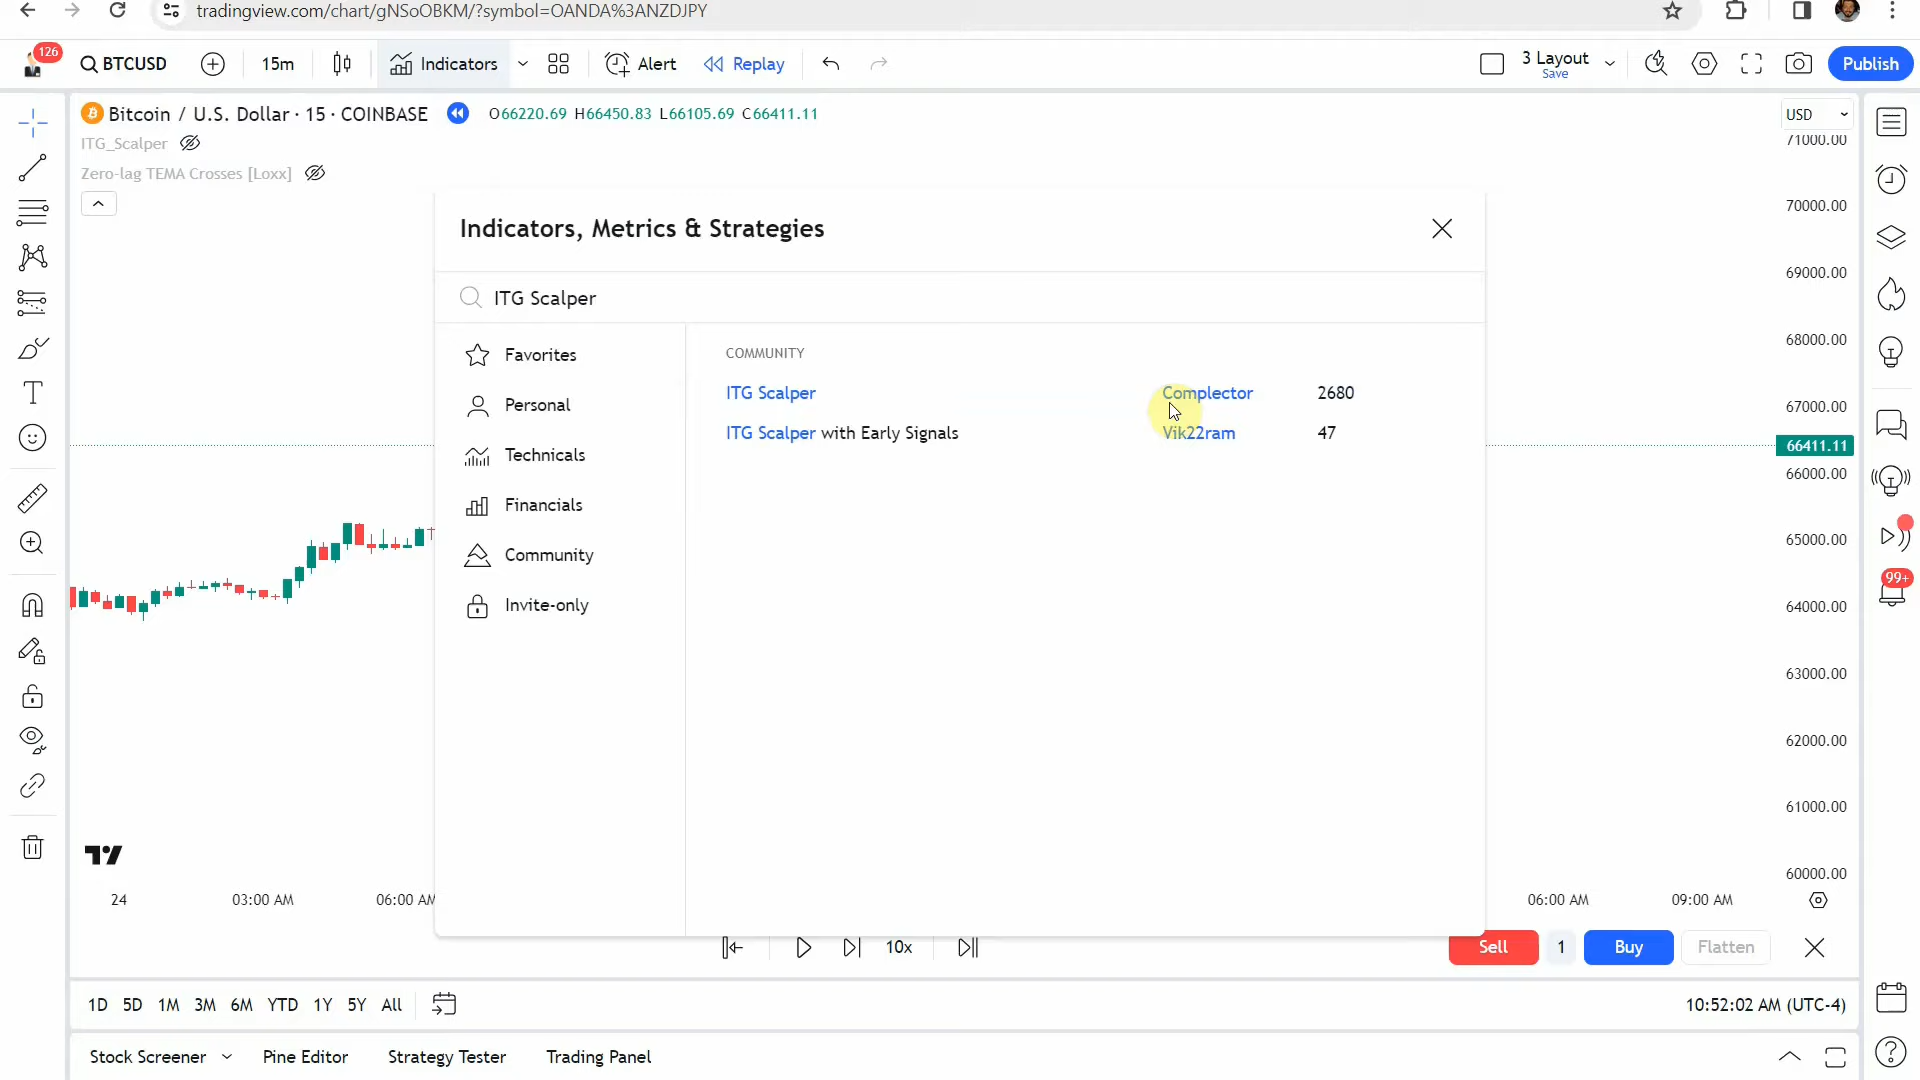 tradingview.com/chart/gNSoOBKM/?symbol=OANDA%3ANZDJPY
126
BTCUSD
15m
Indicators
Alert
Replay
3 Layout
Save
Publish
Bitcoin / U.S. Dollar · 15 · COINBASE
O66220.69 H66450.83 L66105.69 C66411.11
USD
ITG_Scalper
Zero-lag TEMA Crosses [Loxx]
71000.00
70000.00
69000.00
68000.00
67000.00
66411.11
66000.00
65000.00
64000.00
63000.00
62000.00
61000.00
60000.00
Indicators, Metrics & Strategies
ITG Scalper
Favorites
Personal
Technicals
Financials
Community
Invite-only
COMMUNITY
ITG Scalper Complector 2680
ITG Scalper with Early Signals Vik22ram 47
99+
24 03:00 AM 06:00 AM 06:00 AM 09:00 AM
10x
Sell 1 Buy Flatten
1D 5D 1M 3M 6M YTD 1Y 5Y All
10:52:02 AM (UTC-4)
Stock Screener Pine Editor Strategy Tester Trading Panel